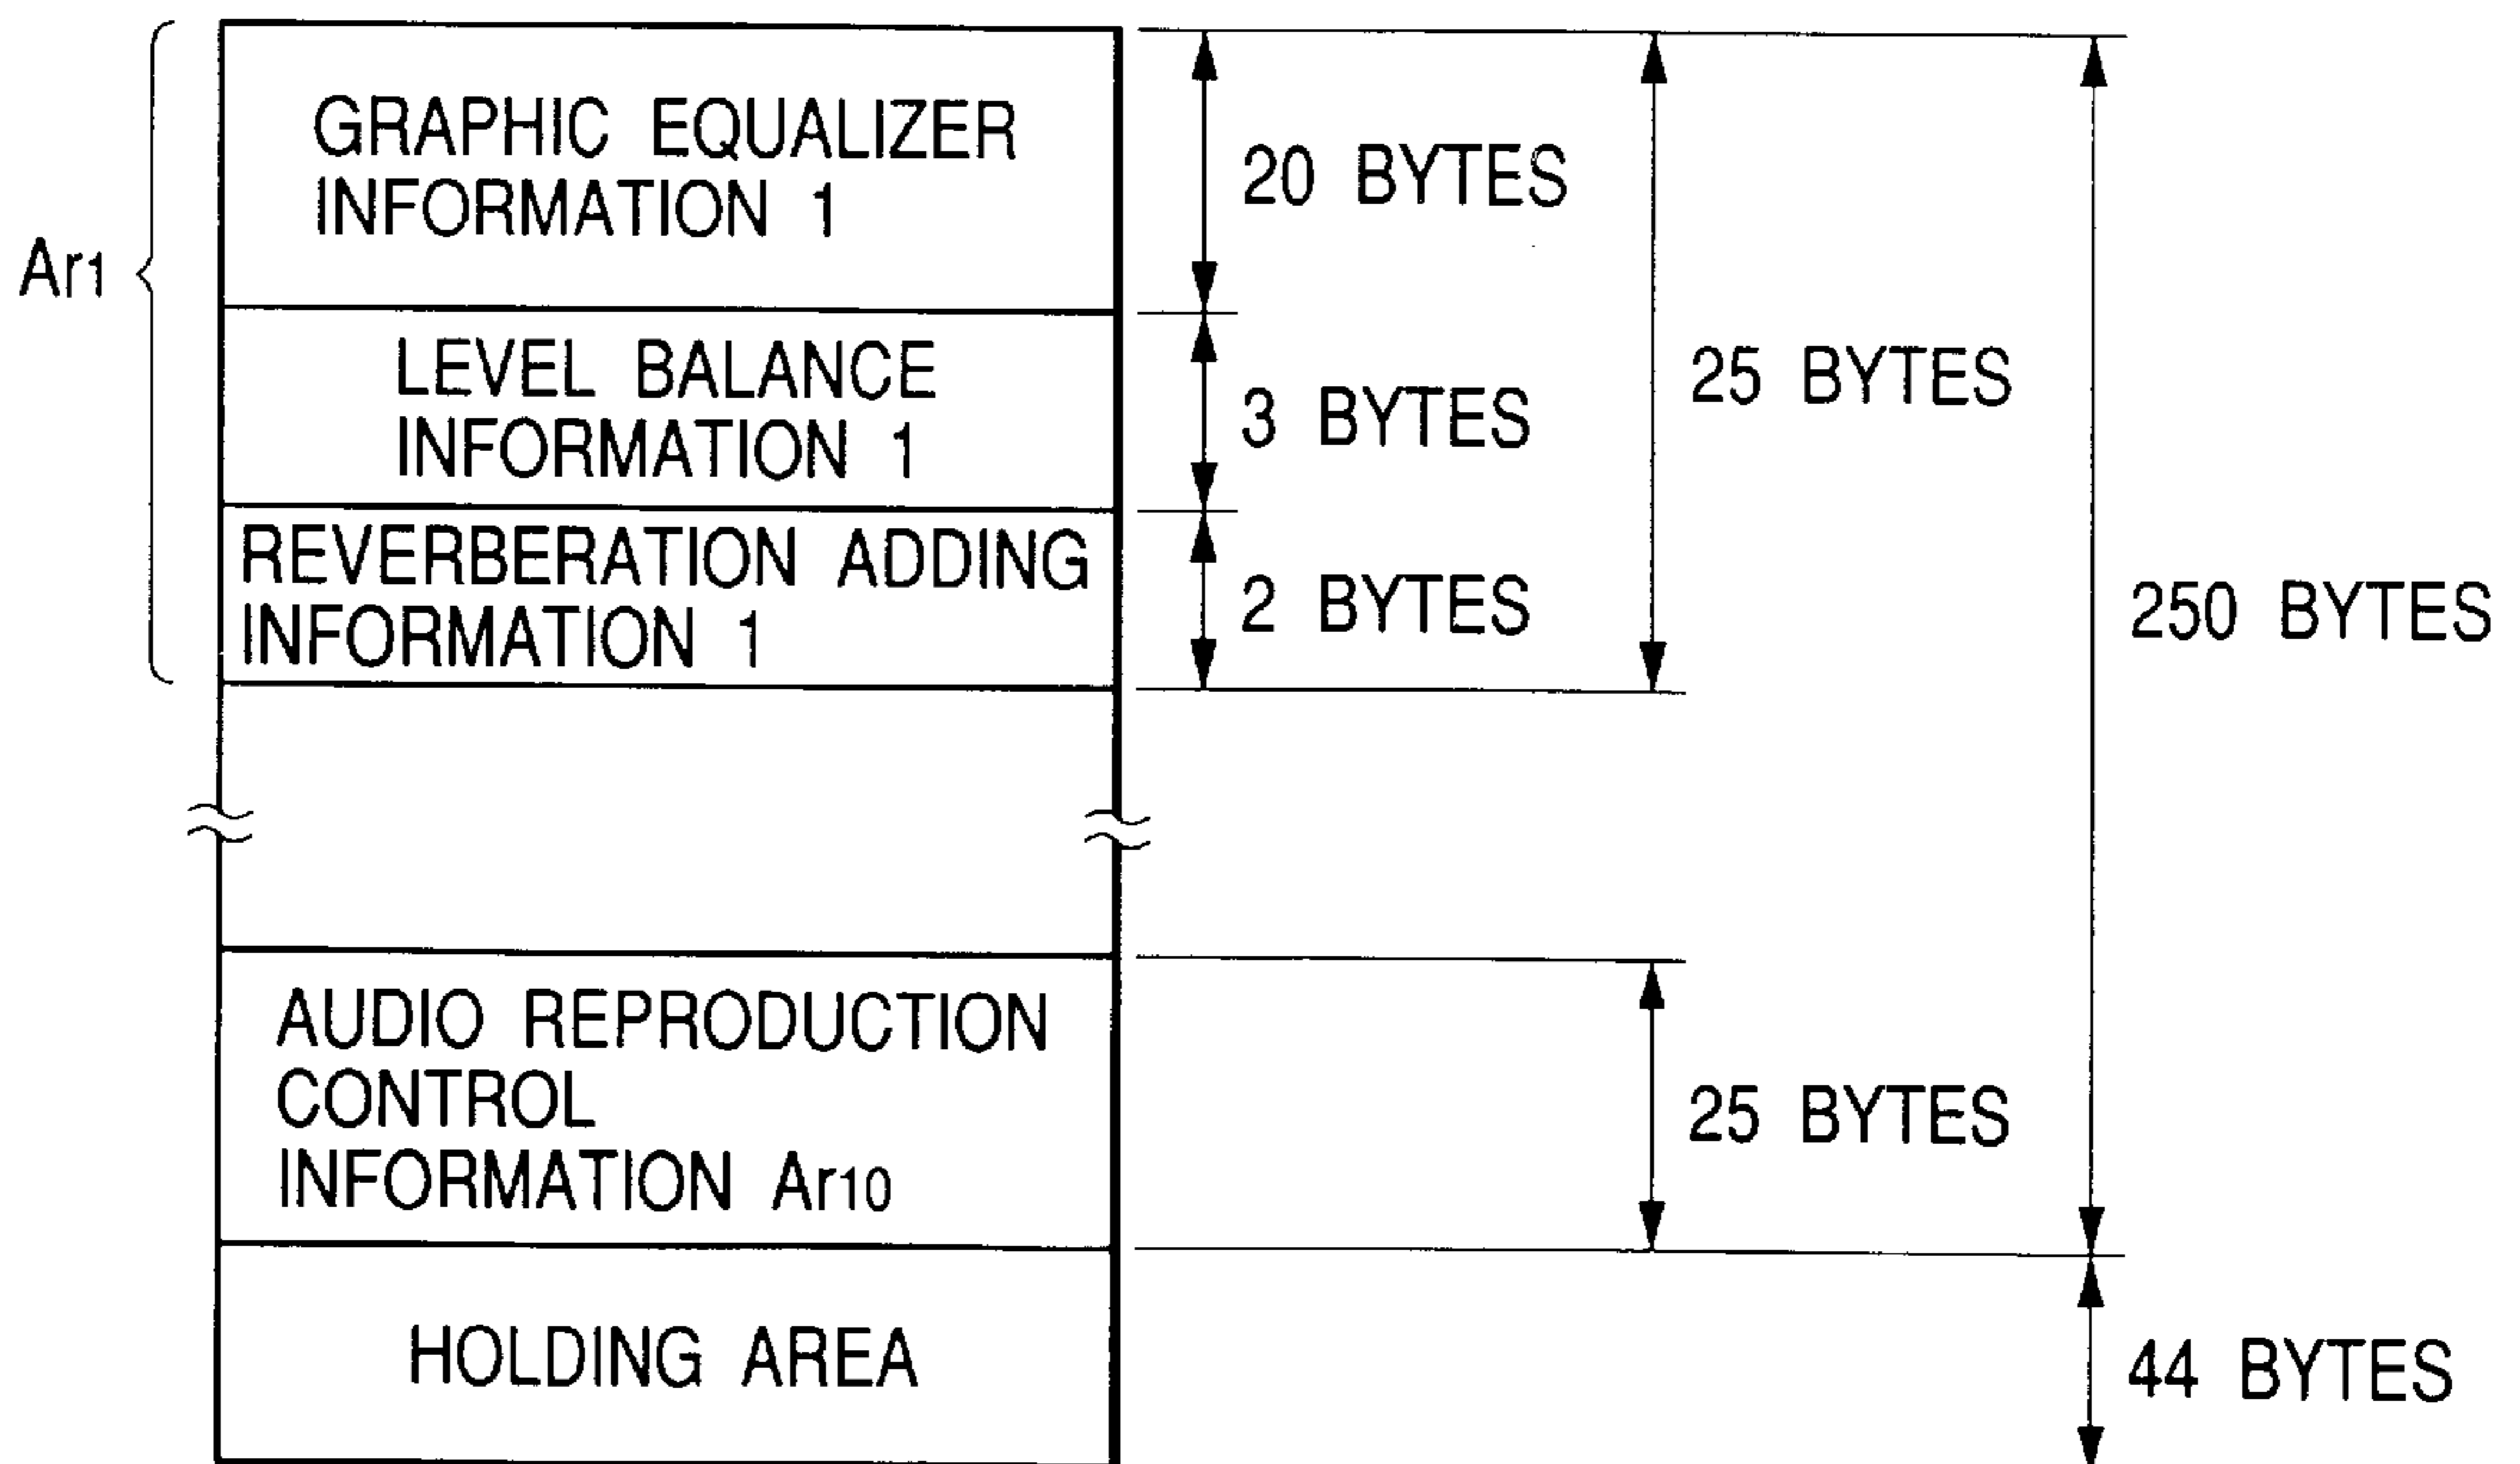 Ar1
GRAPHIC EQUALIZER
INFORMATION 1
20 BYTES
LEVEL BALANCE
INFORMATION 1
3 BYTES
25 BYTES
REVERBERATION ADDING
INFORMATION 1
2 BYTES
250 BYTES
AUDIO REPRODUCTION
CONTROL
INFORMATION Ar10
25 BYTES
HOLDING AREA
44 BYTES